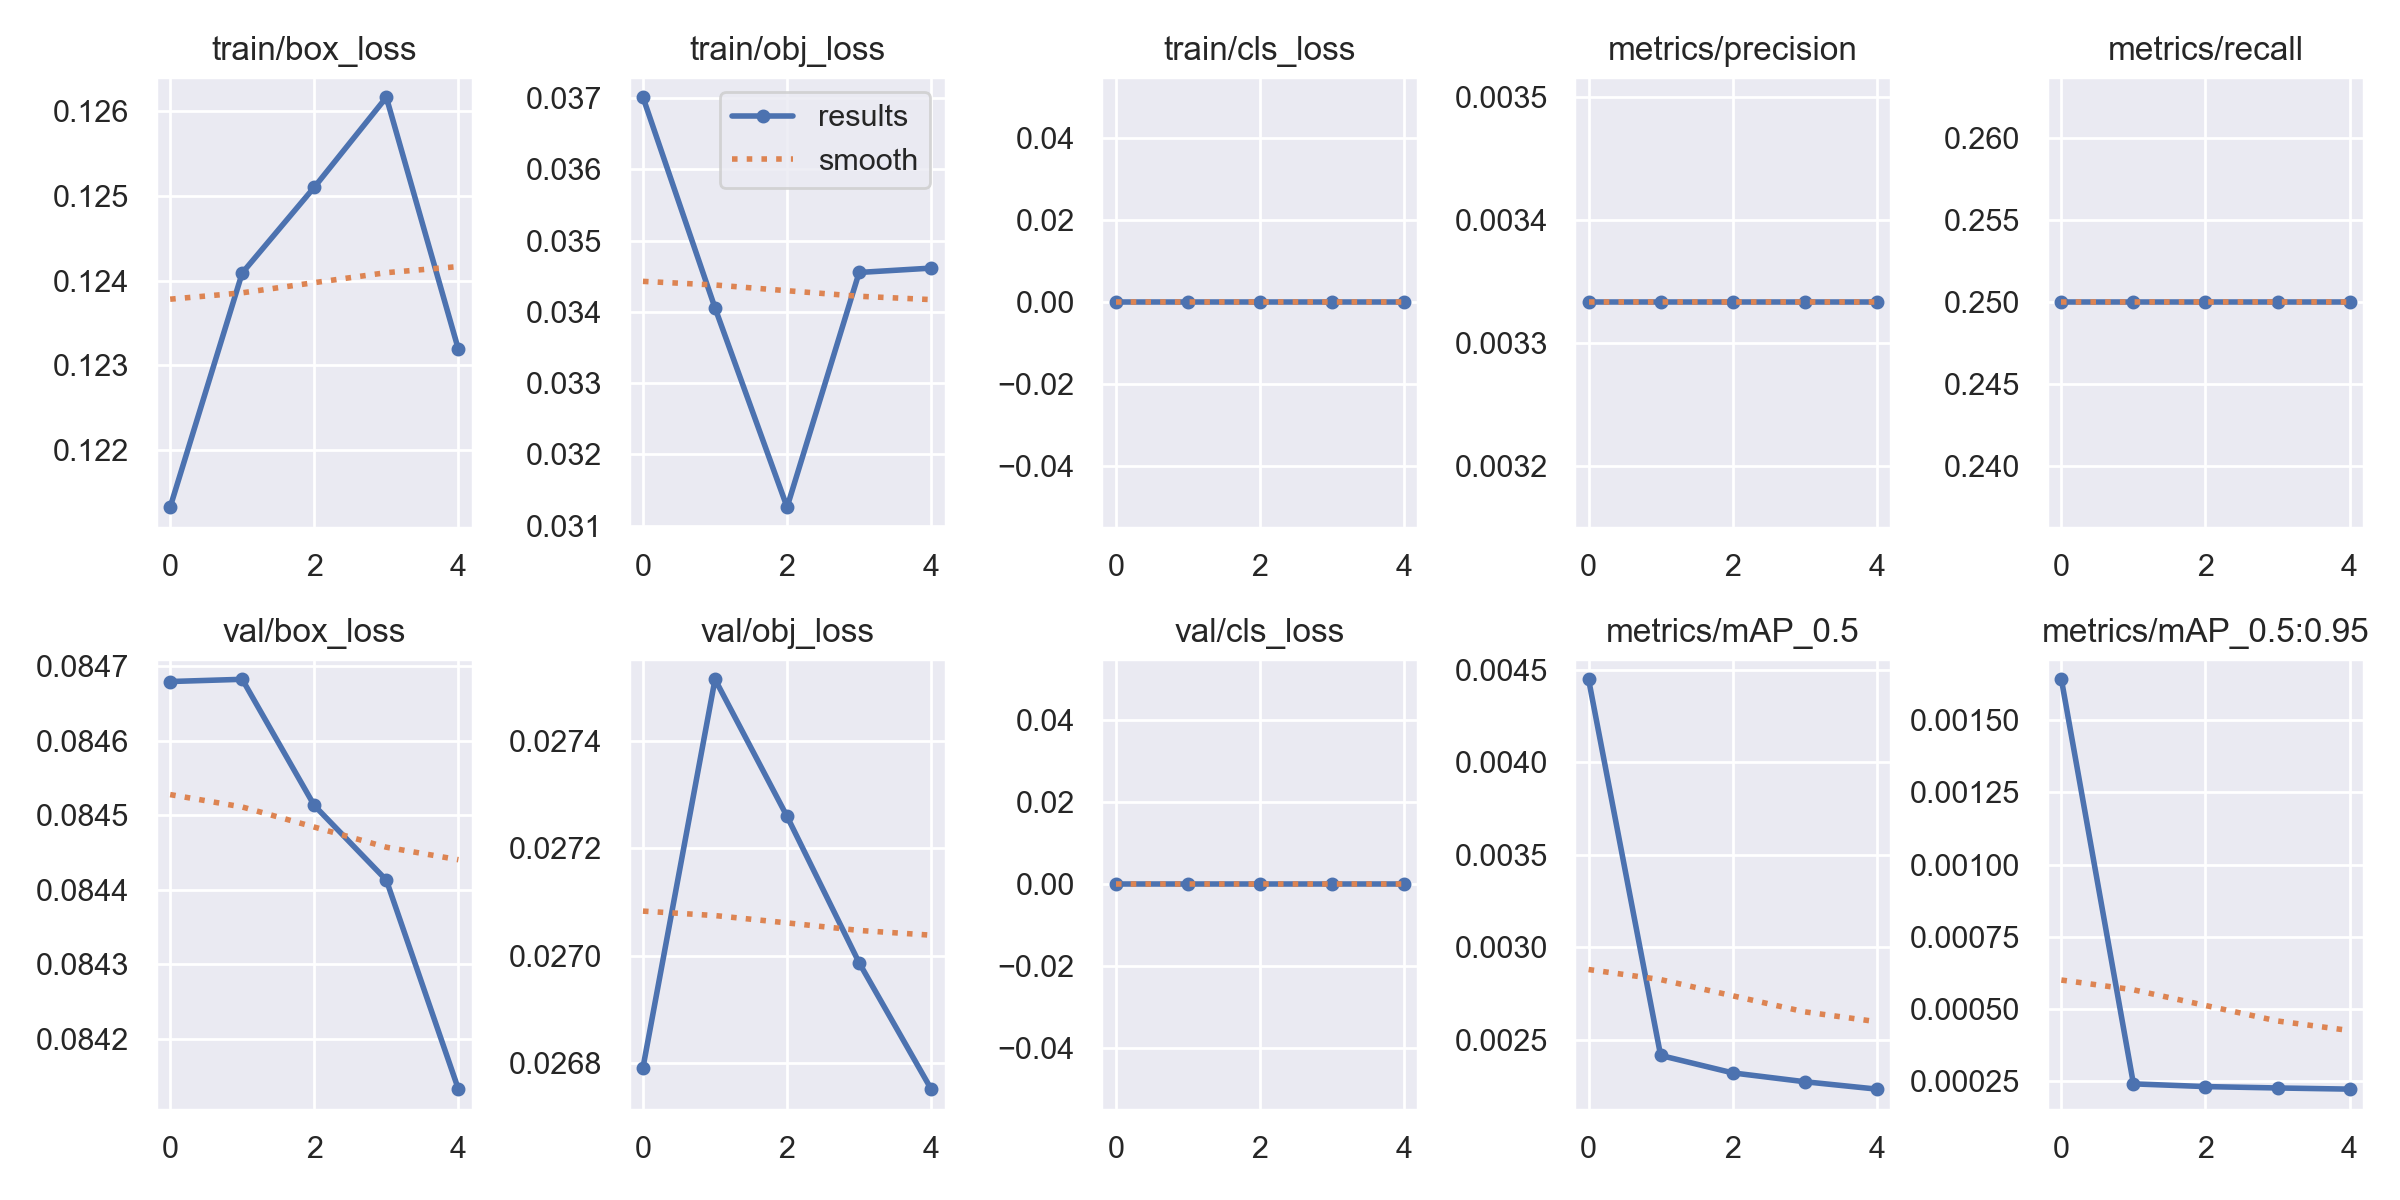 train/box_loss
0.126
0.125
0.124
0.123
0.122
0 2 4
train/obj_loss
results
smooth
0.037
0.036
0.035
0.034
0.033
0.032
0.031
0 2 4
train/cls_loss
0.04
0.02
0.00
−0.02
−0.04
0 2 4
metrics/precision
0.0035
0.0034
0.0033
0.0032
0 2 4
metrics/recall
0.260
0.255
0.250
0.245
0.240
0 2 4
val/box_loss
0.0847
0.0846
0.0845
0.0844
0.0843
0.0842
0 2 4
val/obj_loss
0.0274
0.0272
0.0270
0.0268
0 2 4
val/cls_loss
0.04
0.02
0.00
−0.02
−0.04
0 2 4
metrics/mAP_0.5
0.0045
0.0040
0.0035
0.0030
0.0025
0 2 4
metrics/mAP_0.5:0.95
0.00150
0.00125
0.00100
0.00075
0.00050
0.00025
0 2 4